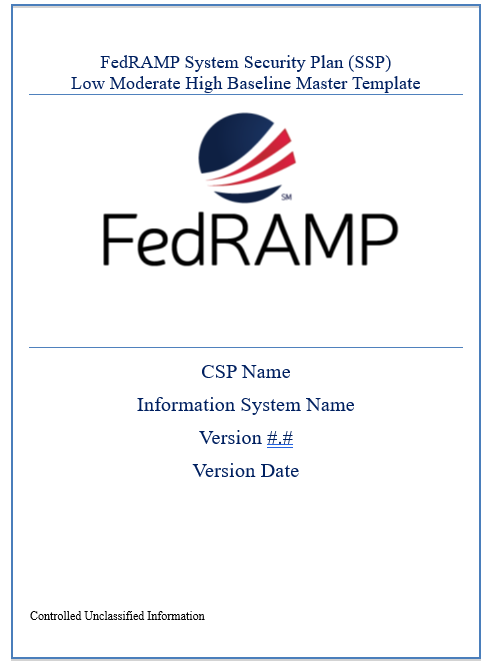 FedRAMP System Security Plan (SSP)
Low Moderate High Baseline Master Template
SM
FedRAMP
CSP Name
Information System Name
Version #.#
Version Date
Controlled Unclassified Information